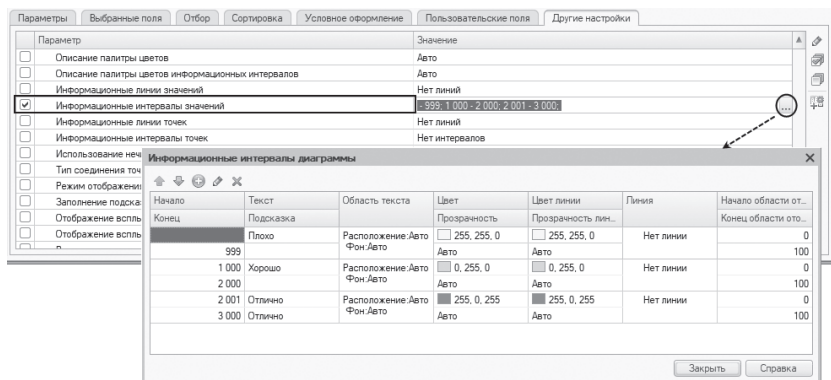 Параметры Выбранные поля Отбор Сортировка Условное оформление Пользовательские поля Другие настройки
Параметр Значение
Описание палитры цветов Авто
Описание палитры цветов информационных интервалов Авто
Информационные линии значений Нет линий
Информационные интервалы значений - 999; 1 000 - 2 000; 2 001 - 3 000; ...
Информационные линии точек Нет линий
Информационные интервалы точек Нет интервалов
Использование неч
Тип соединения точ
Режим отображения
Заполнение подска
Отображение вспль
Отображение вспль
Информационные интервалы диаграммы
Начало Текст Область текста Цвет Цвет линии Линия Начало области от...
Конец Подсказка Прозрачность Прозрачность лин... Конец области ото...
Плохо Расположение:Авто 255, 255, 0 255, 255, 0 Нет линии 0
999 Фон:Авто Авто Авто 100
1 000 Хорошо Расположение:Авто 0, 255, 0 0, 255, 0 Нет линии 0
2 000 Фон:Авто Авто Авто 100
2 001 Отлично Расположение:Авто 255, 0, 255 255, 0, 255 Нет линии 0
3 000 Отлично Фон:Авто Авто Авто 100
Закрыть Справка